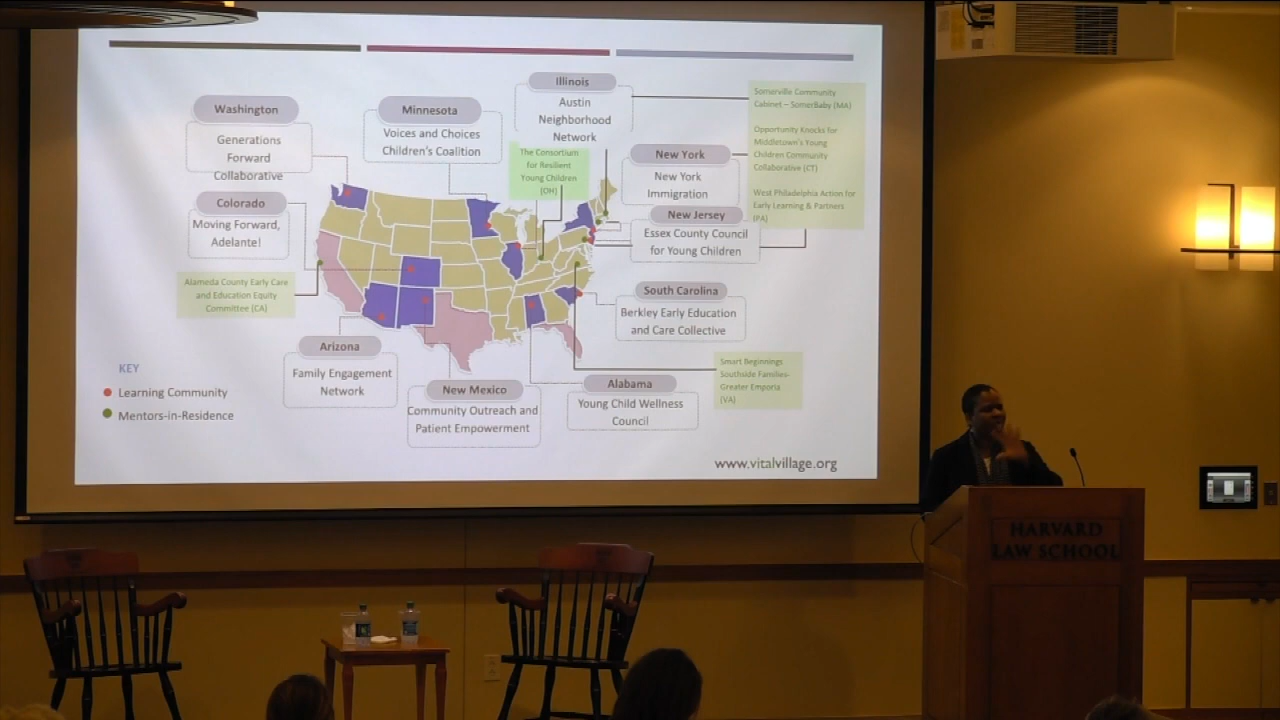 Washington
Generations
Forward
Collaborative
Minnesota
Voices and Choices
Children's Coalition
Illinois
Austin
Neighborhood
Network
Somerville Community
Cabinet – SomerBaby (MA)
Opportunity Knocks for
Middletown's Young
Children Community
Collaborative (CT)
West Philadelphia Action for
Early Learning & Partners
(PA)
The Consortium
for Resilient
Young Children
(OH)
New York
New York
Immigration
Colorado
Moving Forward,
Adelante!
New Jersey
Essex County Council
for Young Children
Alameda County Early Care
and Education Equity
Committee (CA)
South Carolina
Berkley Early Education
and Care Collective
Arizona
Family Engagement
Network
New Mexico
Community Outreach and
Patient Empowerment
Alabama
Young Child Wellness
Council
Smart Beginnings
Southside Families-
Greater Emporia
(VA)
KEY
Learning Community
Mentors-in-Residence
www.vitalvillage.org
HARVARD
LAW SCHOOL